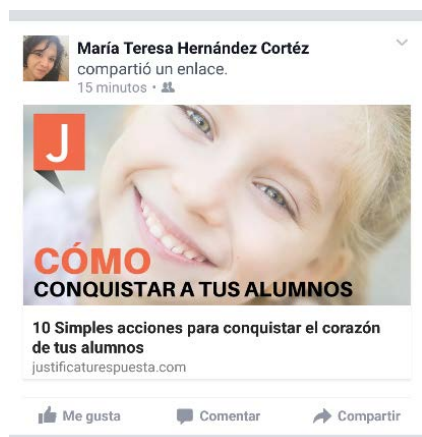 María Teresa Hernández Cortéz
compartió un enlace.
15 minutos •
J
CÓMO
CONQUISTAR A TUS ALUMNOS
10 Simples acciones para conquistar el corazón
de tus alumnos
justificaturespuesta.com
Me gusta Comentar Compartir